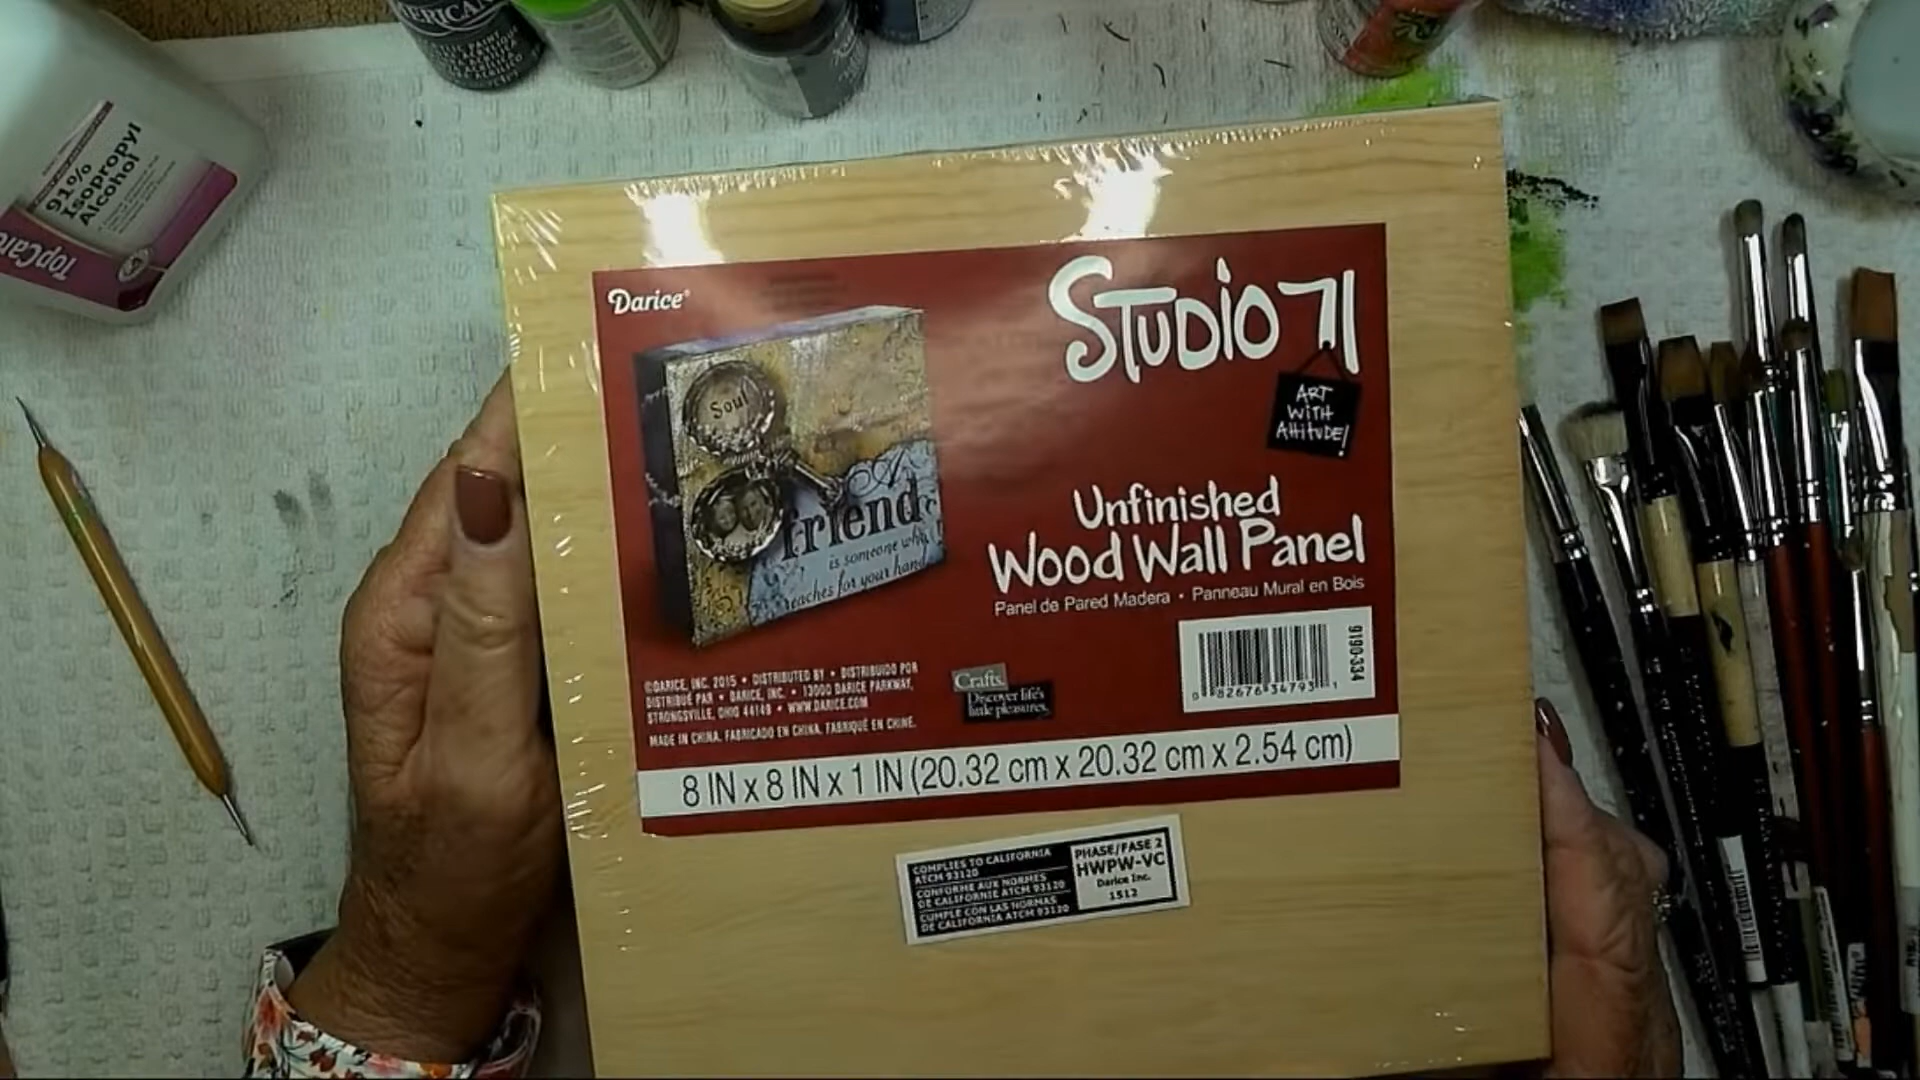 ERICAN
91%
Isopropyl
Alcohol
TopCare
Darice®
STUDIO 71
ART
WITH
ATTITUDE!
Soul
A
friend
is someone who
reaches for your hand
Unfinished
Wood Wall Panel
Panel de Pared Madera • Panneau Mural en Bois
9190-334
0 82676 34793 1
©DARICE, INC. 2015 • DISTRIBUTED BY • DISTRIBUIDO POR
DISTRIBUÉ PAR • DARICE, INC. • 13000 DARICE PARKWAY,
STRONGSVILLE, OHIO 44149 • WWW.DARICE.COM
MADE IN CHINA. FABRICADO EN CHINA. FABRIQUÉ EN CHINE.
Crafts.
Discover life's
little pleasures.
8 IN x 8 IN x 1 IN (20.32 cm x 20.32 cm x 2.54 cm)
COMPLIES TO CALIFORNIA
ATCM 93120
CONFORME AUX NORMES
DE CALIFORNIE ATCM 93120
CUMPLE CON LAS NORMAS
DE CALIFORNIA ATCM 93120
PHASE/FASE 2
HWPW-VC
Darice Inc.
1512